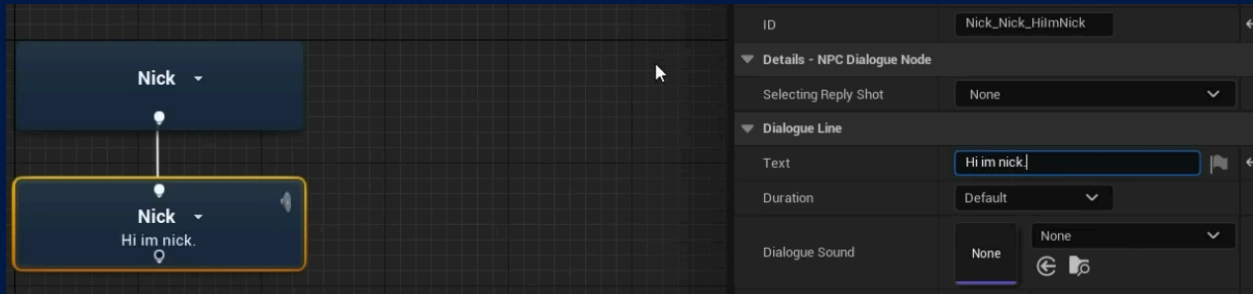 Nick
Nick
Hi im nick.
ID
Nick_Nick_HiImNick
Details - NPC Dialogue Node
Selecting Reply Shot
None
Dialogue Line
Text
Hi im nick.
Duration
Default
Dialogue Sound
None
None